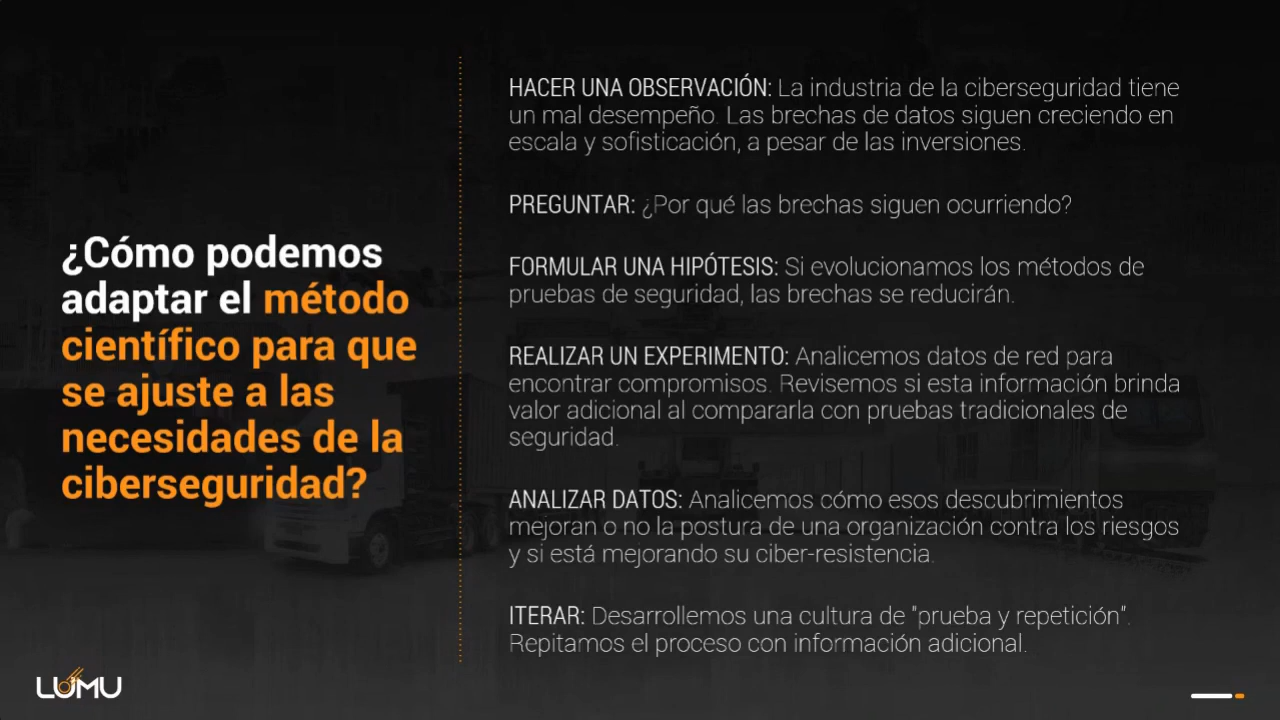 ¿Cómo podemos
adaptar el método
científico para que
se ajuste a las
necesidades de la
ciberseguridad?
HACER UNA OBSERVACIÓN: La industria de la ciberseguridad tiene
un mal desempeño. Las brechas de datos siguen creciendo en
escala y sofisticación, a pesar de las inversiones.
PREGUNTAR: ¿Por qué las brechas siguen ocurriendo?
FORMULAR UNA HIPÓTESIS: Si evolucionamos los métodos de
pruebas de seguridad, las brechas se reducirán.
REALIZAR UN EXPERIMENTO: Analicemos datos de red para
encontrar compromisos. Revisemos si esta información brinda
valor adicional al compararla con pruebas tradicionales de
seguridad.
ANALIZAR DATOS: Analicemos cómo esos descubrimientos
mejoran o no la postura de una organización contra los riesgos
y si está mejorando su ciber-resistencia.
ITERAR: Desarrollemos una cultura de "prueba y repetición".
Repitamos el proceso con información adicional.
LUMU